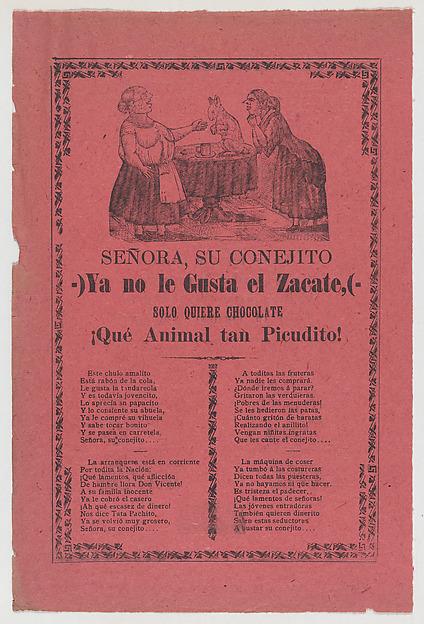 SEÑORA, SU CONEJITO
-)Ya no le Gusta el Zacate,(-
SOLO QUIERE CHOCOLATE
¡Qué Animal tan Picudito!
Este chulo amalito
Está rabón de la cola,
Le gusta la tandareola
Y es todavía jovencito,
Lo aprecia su papacito
Y lo consiente su abuela,
Ya le compré su vihuela
Y sabe tocar bonito
Y se pasea en carretela,
Señora, su conejito....
La arranquera está en corriente
Por todita la Nación:
¡Qué lamentos, qué aflicción
De hambre llora Don Vicente!
A su familia inocente
Ya le cobró el casero
¡Ah qué escasez de dinero!
Nos dice Tata Pachito,
Ya se volvió muy grosero,
Señora, su conejito....
A toditas las fruteras
Ya nadie les comprará.
¿Dónde iremos á parar?
Gritaron las verduleras.
¡Pobres de las menuderas!
Se les hedieron las patas,
¡Cuánto gritón de baratas
Realizando el anillito!
Vengan niñitas ingratas
Que les cante el conejito....
La máquina de coser
Ya tumbó á las costureras
Dicen todas las puesteras,
Ya no hayamos ni qué hacer.
Es tristeza el padecer,
¡Qué lamentos de señoras!
Las jóvenes entradoras
También quieren dinerito
estas seductores
A buscar su conejito....